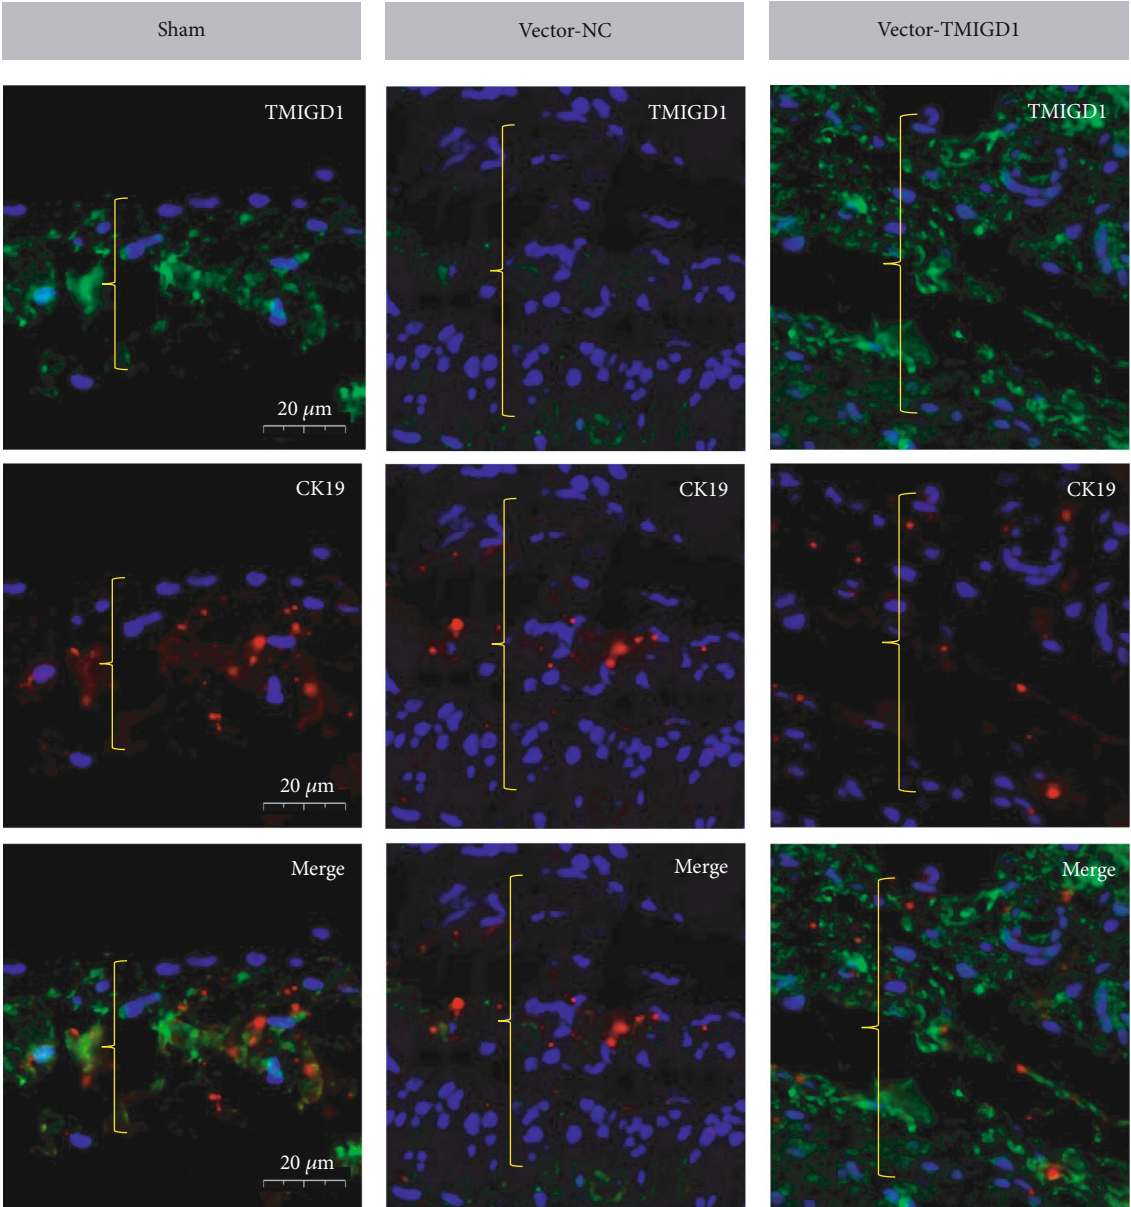 Sham
Vector-NC
Vector-TMIGD1
TMIGD1
TMIGD1
TMIGD1
20 μm
CK19
CK19
CK19
20 μm
Merge
Merge
Merge
20 μm